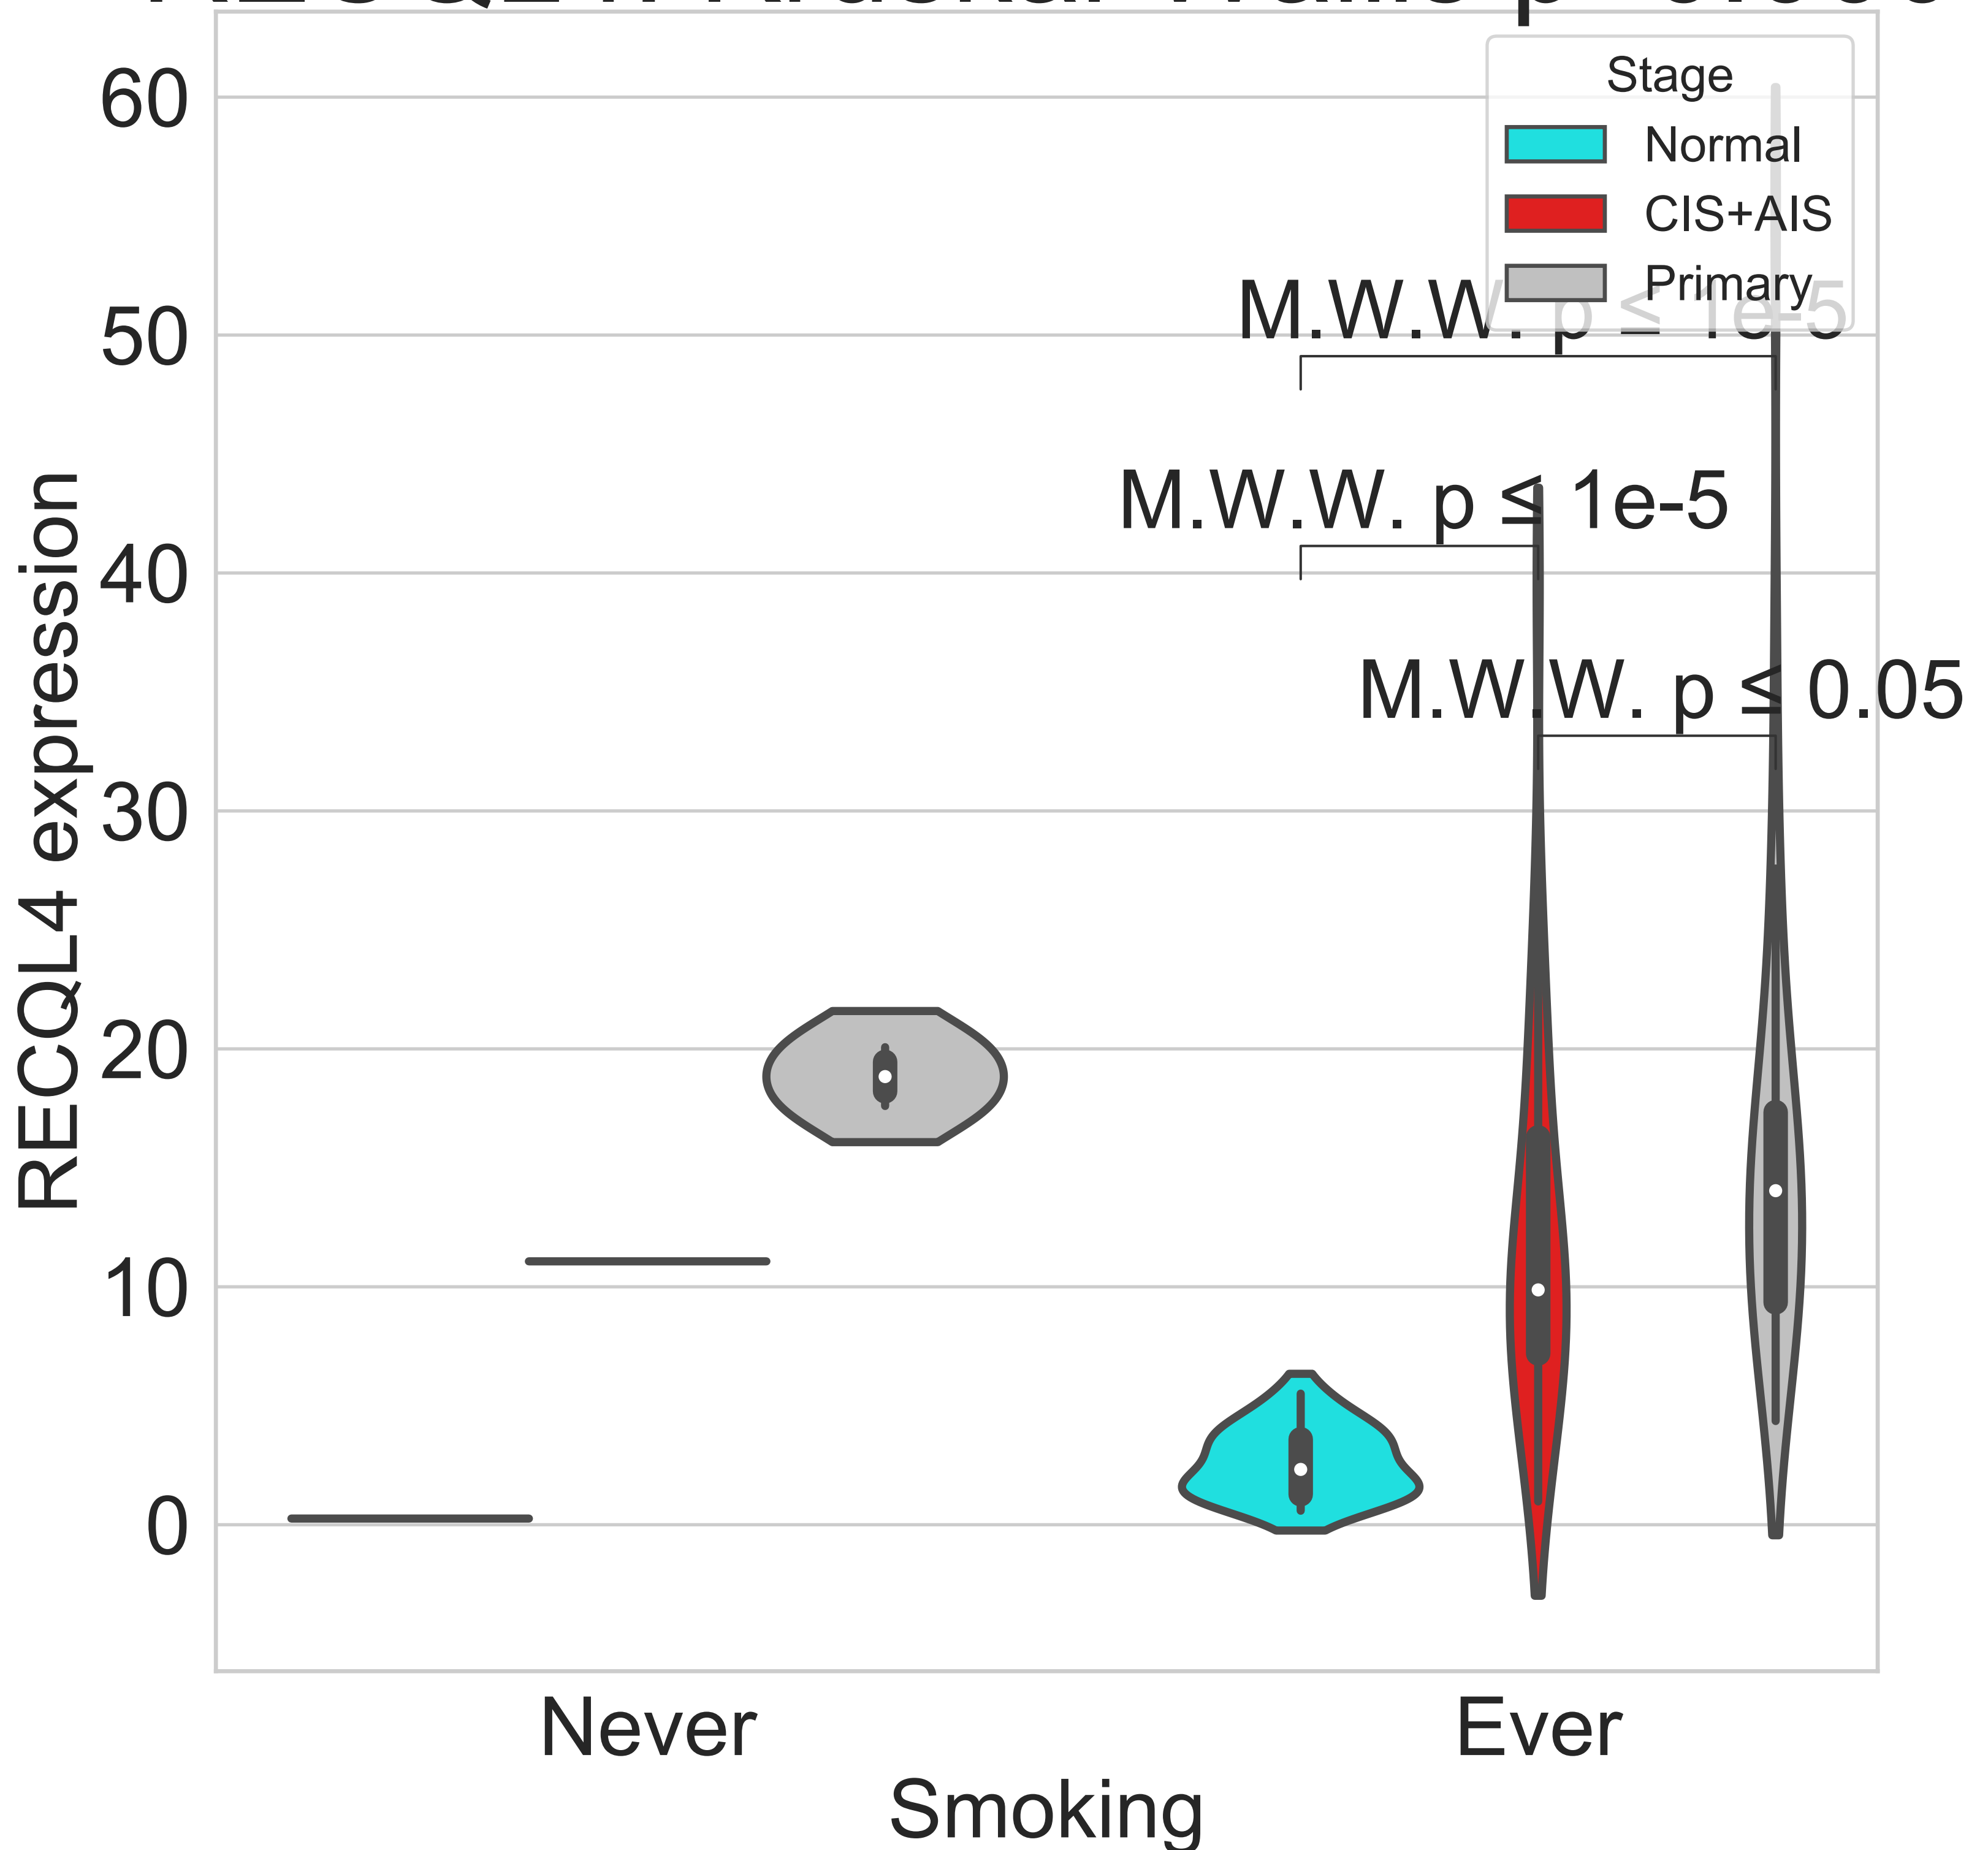 Stage
Normal
CIS+AIS
Primary
M.W.W. p ≤ 1e-5
M.W.W. p ≤ 1e-5
M.W.W. p ≤ 0.05
60
50
40
30
20
10
0
RECQL4 expression
Never
Ever
Smoking